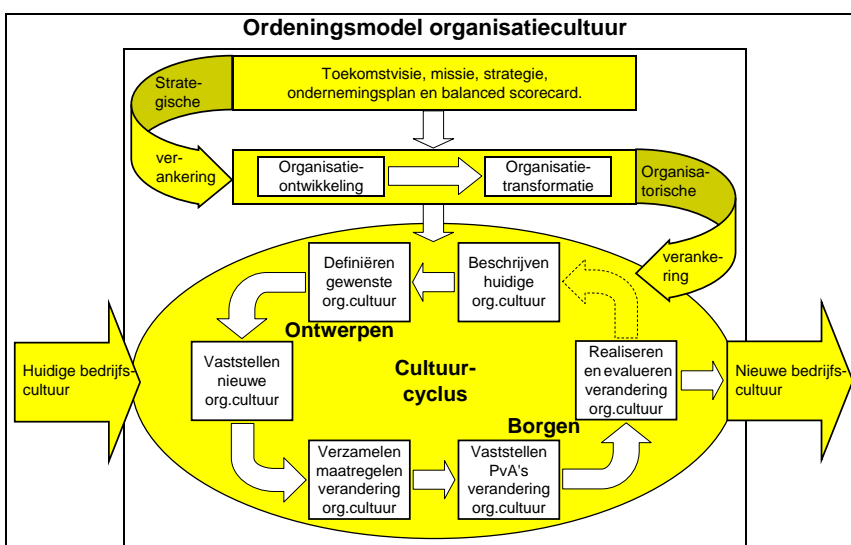 Ordeningsmodel organisatiecultuur
Strate-
gische
Toekomstvisie, missie, strategie,
ondernemingsplan en balanced scorecard.
ver-
ankering
Organisatie-
ontwikkeling
Organisatie-
transformatie
Organisa-
torische
veranke-
ring
Definiëren
gewenste
org.cultuur
Beschrijven
huidige
org.cultuur
Ontwerpen
Huidige bedrijfs-
cultuur
Vaststellen
nieuwe
org.cultuur
Cultuur-
cyclus
Realiseren
en evalueren
verandering
org.cultuur
Nieuwe bedrijfs-
cultuur
Borgen
Verzamelen
maatregelen
verandering
org.cultuur
Vaststellen
PvA's
verandering
org.cultuur